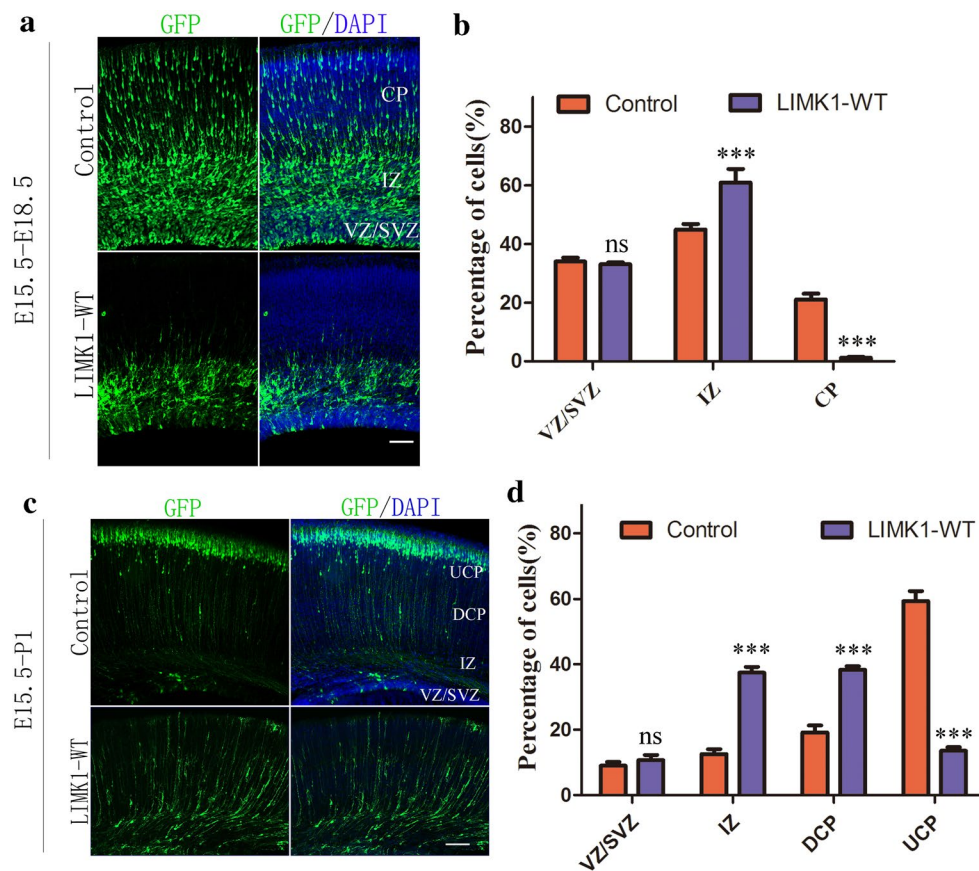 a
GFP GFP/DAPI
E15.5-E18.5
Control
CP
IZ
VZ/SVZ
LIMK1-WT
b
Control LIMK1-WT
Percentage of cells(%)
80
60
40
20
0
ns
***
***
VZ/SVZ IZ CP
c
GFP GFP/DAPI
E15.5-P1
Control
UCP
DCP
IZ
VZ/SVZ
LIMK1-WT
d
Control LIMK1-WT
Percentage of cells(%)
80
60
40
20
0
ns
***
***
***
VZ/SVZ IZ DCP UCP